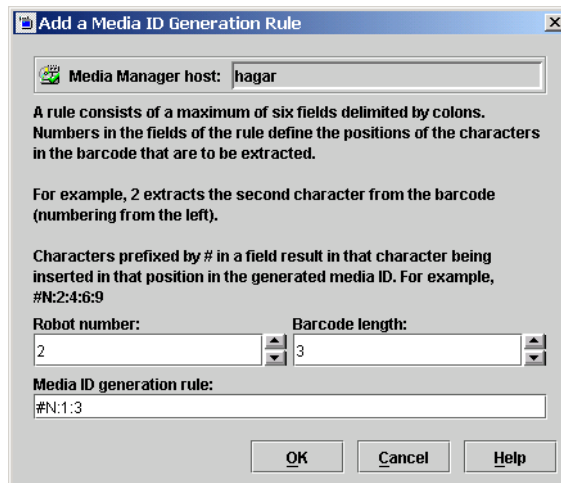 Add a Media ID Generation Rule
Media Manager host: hagar
A rule consists of a maximum of six fields delimited by colons.
Numbers in the fields of the rule define the positions of the characters
in the barcode that are to be extracted.
For example, 2 extracts the second character from the barcode
(numbering from the left).
Characters prefixed by # in a field result in that character being
inserted in that position in the generated media ID. For example,
#N:2:4:6:9
Robot number: Barcode length:
2 3
Media ID generation rule:
#N:1:3
OK Cancel Help